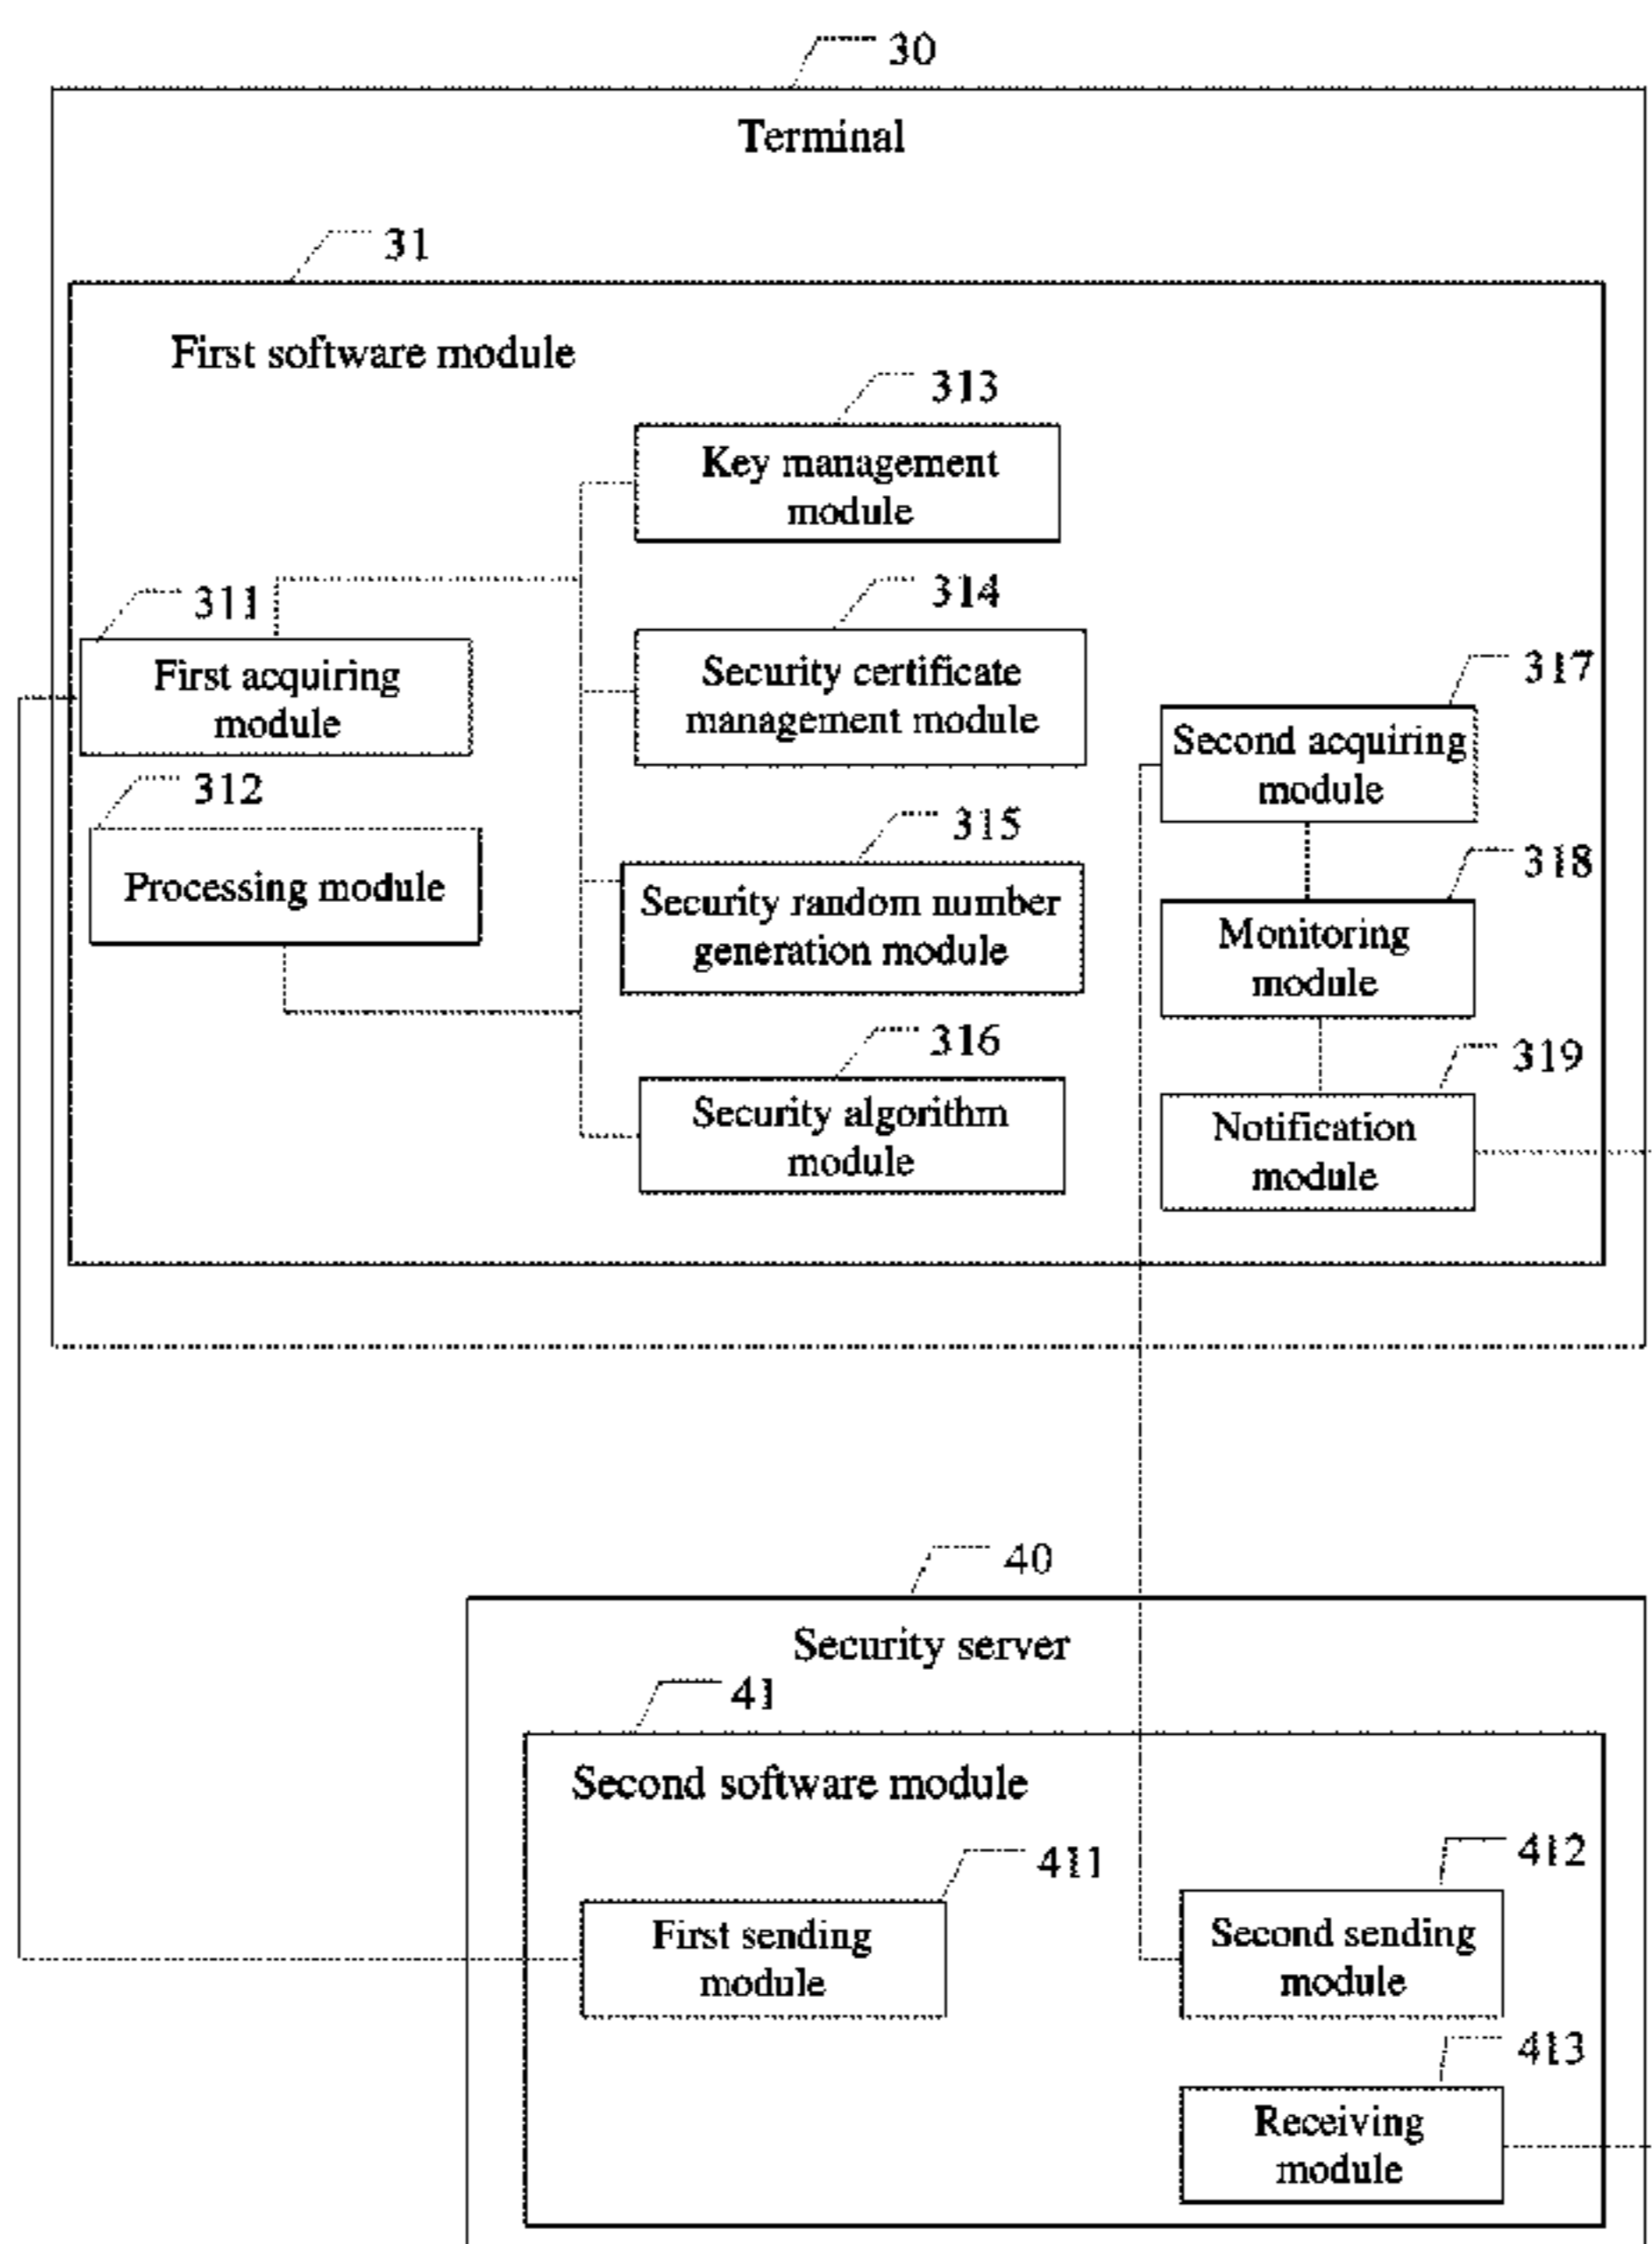 30
Terminal
31
First software module
313
Key management
module
311
First acquiring
module
314
Security certificate
management module
317
Second acquiring
module
312
Processing module
315
Security random number
generation module
318
Monitoring
module
316
Security algorithm
module
319
Notification
module
40
Security server
41
Second software module
411
First sending
module
412
Second sending
module
413
Receiving
module